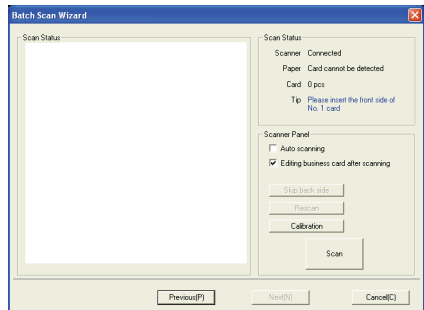 Batch Scan Wizard
Scan Status
Scan Status
Scanner Connected
Paper Card cannot be detected
Card 0 pcs
Tip Please insert the front side of
No. 1 card
Scanner Panel
Auto scanning
Editing business card after scanning
Skip back side
Rescan
Calibration
Scan
Previous(P)
Next(N)
Cancel(C)